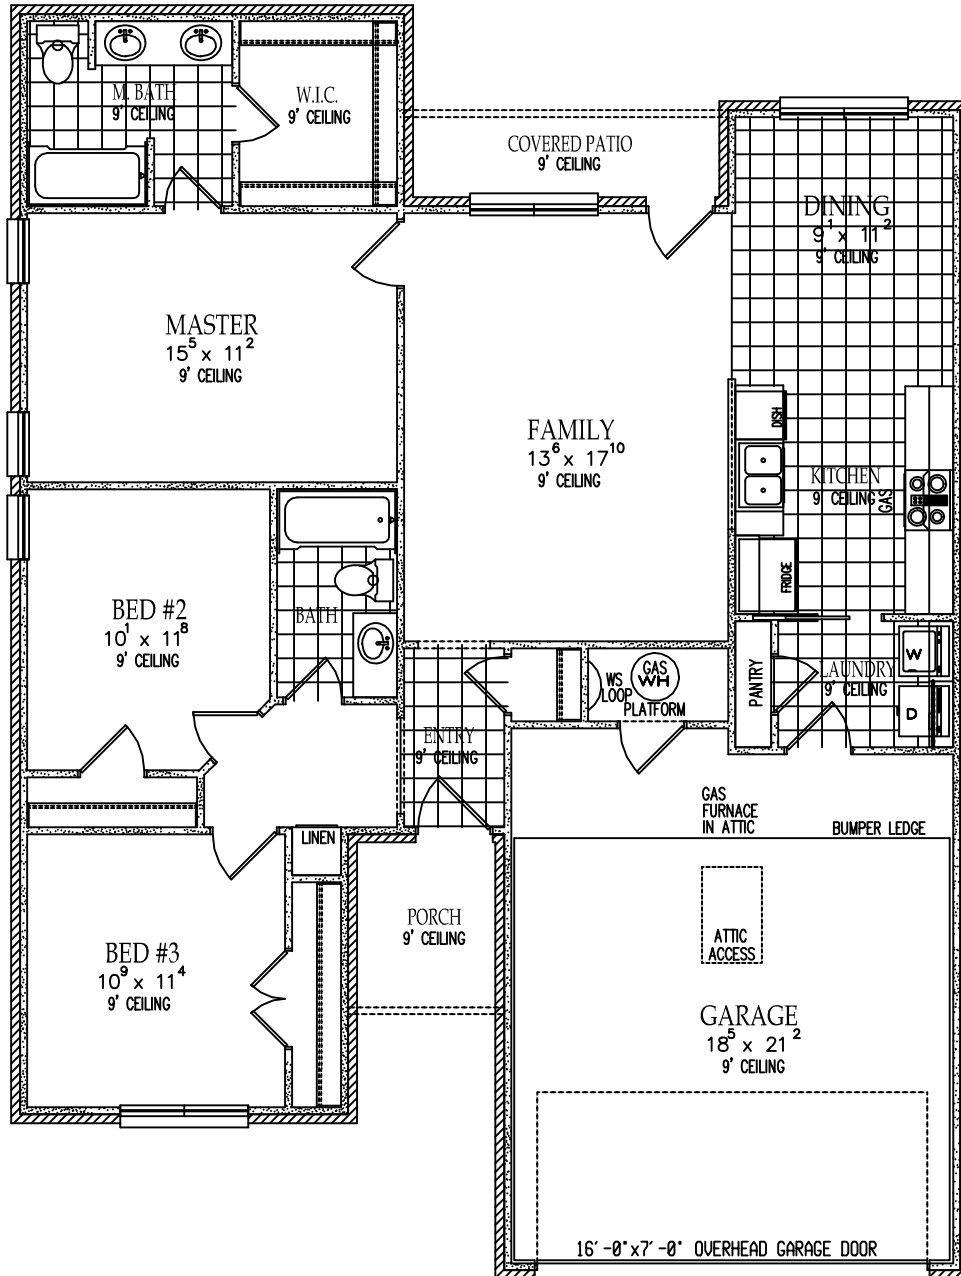 M. BATH
9' CEILING
W.I.C.
9' CEILING
COVERED PATIO
9' CEILING
DINING
9¹ x 11²
9' CEILING
MASTER
15⁵ x 11²
9' CEILING
FAMILY
13⁶ x 17¹⁰
9' CEILING
DISH
KITCHEN
9' CEILING
GAS
FRIDGE
BED #2
10¹ x 11⁸
9' CEILING
BATH
WS
LOOP
GAS
WH
PLATFORM
PANTRY
LAUNDRY
9' CEILING
W
D
ENTRY
9' CEILING
GAS
FURNACE
IN ATTIC
BUMPER LEDGE
LINEN
BED #3
10⁹ x 11⁴
9' CEILING
PORCH
9' CEILING
ATTIC
ACCESS
GARAGE
18⁵ x 21²
9' CEILING
16'-0"x7'-0" OVERHEAD GARAGE DOOR